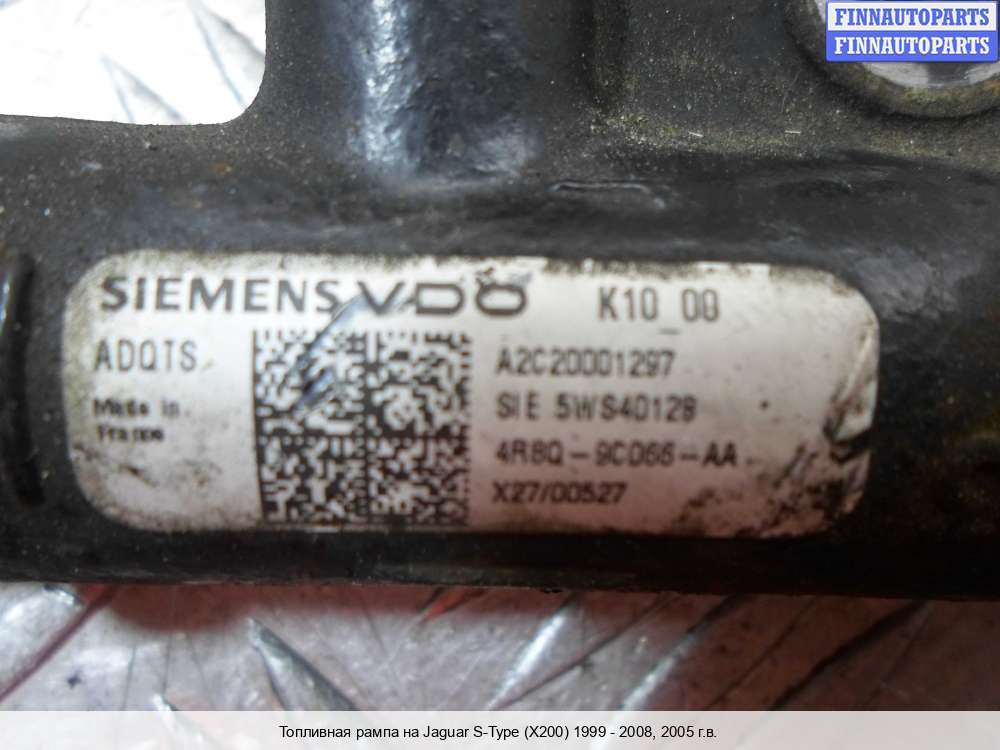 FINNAUTOPARTS
FINNAUTOPARTS
SIEMENS VDO K10_00
ADQTS A2C20001297
Made in SIE 5WS40128
France 4R8Q-9C066-AA
X27/00527
Топливная рампа на Jaguar S-Type (X200) 1999 - 2008, 2005 г.в.